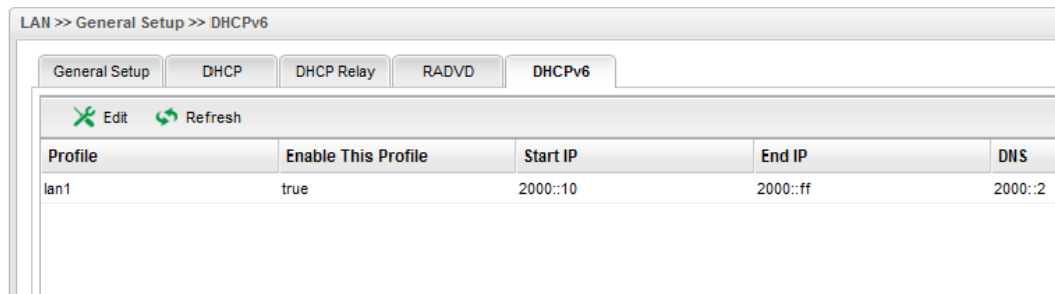 LAN >> General Setup >> DHCPv6
General Setup DHCP DHCP Relay RADVD DHCPv6
Edit Refresh
Profile Enable This Profile Start IP End IP DNS
lan1 true 2000::10 2000::ff 2000::2